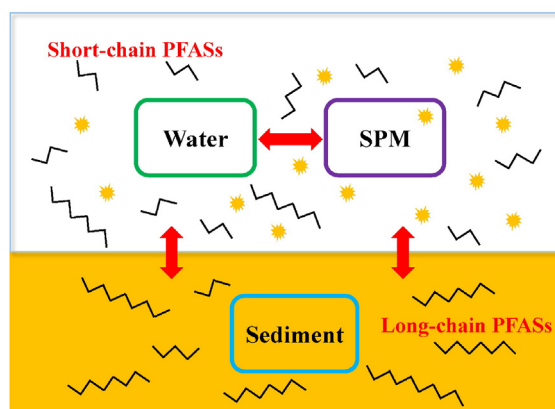 Short-chain PFASs
Water
SPM
Sediment
Long-chain PFASs